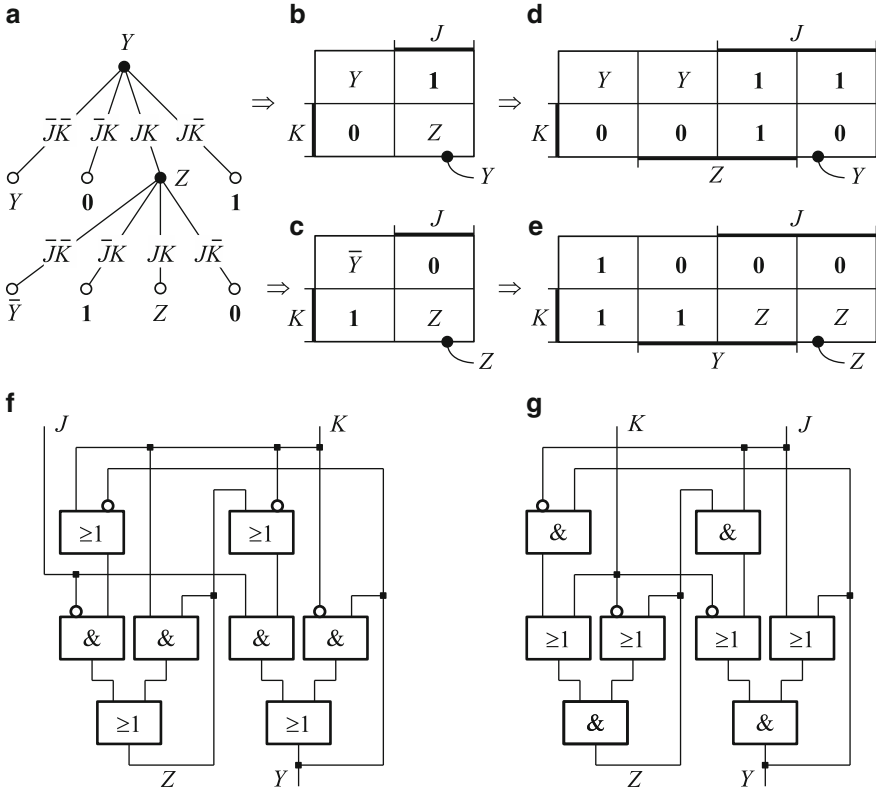 a
Y
J̅K̅ J̅K JK JK̅
Y 0 Z 1
J̅K̅ J̅K JK JK̅
Y̅ 1 Z 0
⇒
⇒
b
J
Y 1
K 0 Z
Y
⇒
c
J
Y̅ 0
K 1 Z
Z
⇒
d
J
Y Y 1 1
K 0 0 1 0
Z Y
e
J
1 0 0 0
K 1 1 Z Z
Y Z
f
J K
≥1 ≥1
& & & &
≥1 ≥1
Z Y
g
K J
& &
≥1 ≥1 ≥1 ≥1
& &
Z Y